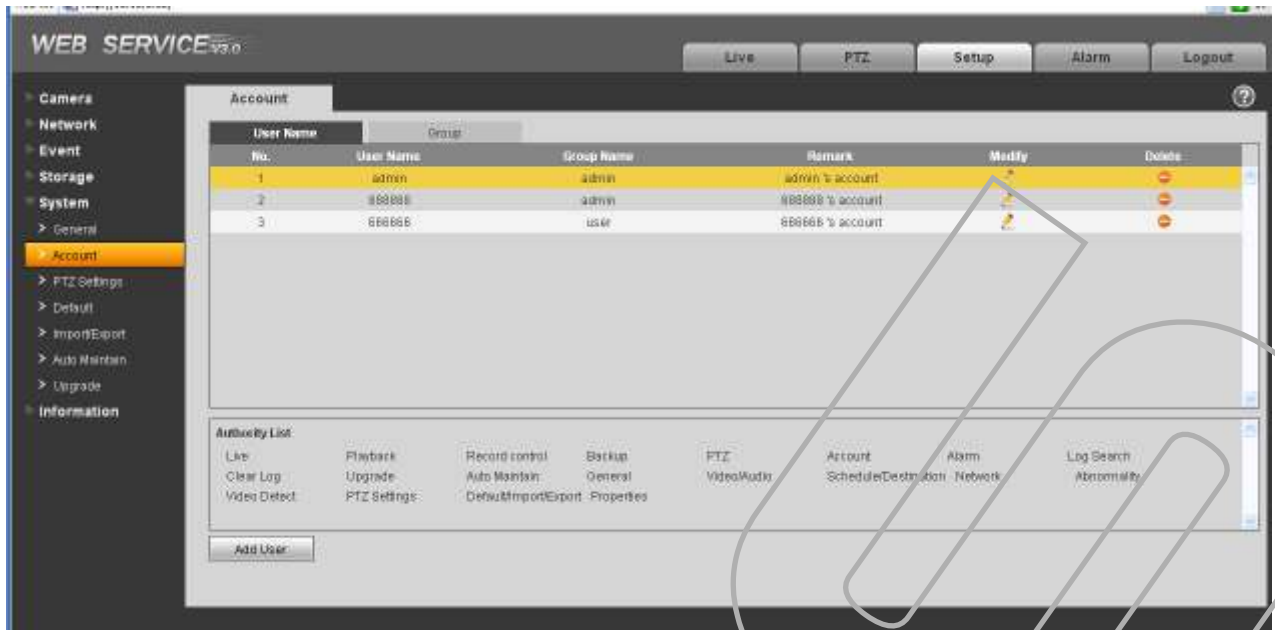 WEB SERVICE V3.0
Live PTZ Setup Alarm Logout
Camera
Network
Event
Storage
System
> General
> Account
> PTZ Settings
> Default
> Import/Export
> Auto Maintain
> Upgrade
Information
Account
User Name Group
No. User Name Group Name Remark Modify Delete
1 admin admin admin 's account
2 888888 admin 888888 's account
3 666666 user 666666 's account
Authority List
Live Playback Record control Backup PTZ Account Alarm Log Search
Clear Log Upgrade Auto Maintain General Video/Audio Schedule/Destination Network Abnormality
Video Detect PTZ Settings Default/Import/Export Properties
Add User